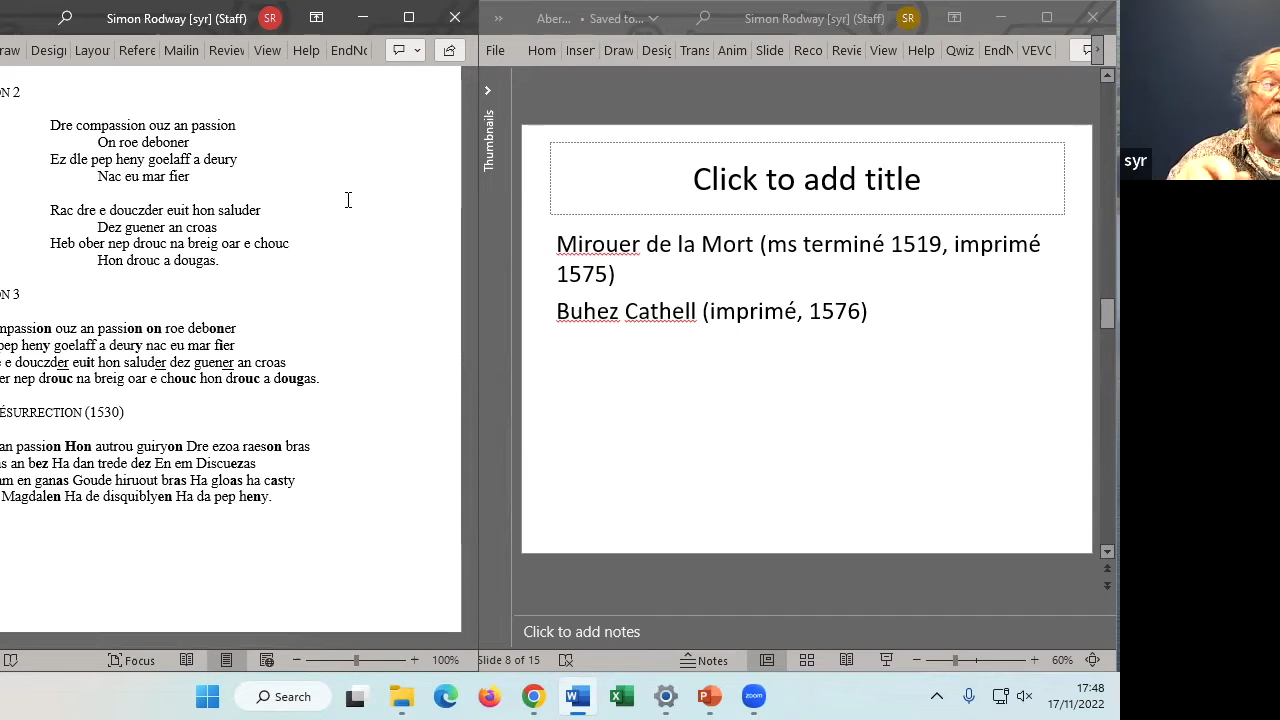 Simon Rodway [syr] (Staff) SR
raw Design Layou Refere Mailin Review View Help EndNo
ON 2
Dre compassion ouz an passion
On roe deboner
Ez dle pep heny goelaff a deury
Nac eu mar fier
Rac dre e douczder euit hon saluder
Dez guener an croas
Heb ober nep drouc na breig oar e chouc
Hon drouc a dougas.
ON 3
mpassion ouz an passion on roe deboner
pep heny goelaff a deury nac eu mar fier
e e douczder euit hon saluder dez guener an croas
er nep drouc na breig oar e chouc hon drouc a dougas.
ÉSURRECTION (1530)
an passion Hon autrou guiryon Dre ezoa raeson bras
s an bez Ha dan trede dez En em Discuezas
m en ganas Goude hiruout bras Ha gloas ha casty
Magdalen Ha de disquiblyen Ha da pep heny.
Focus 100%
Aber... • Saved to... Simon Rodway [syr] (Staff) SR
File Hom Inser Draw Desig Trans Anim Slide Reco Revie View Help Qwiz EndN VEVC
Thumbnails
Click to add title
Mirouer de la Mort (ms terminé 1519, imprimé
1575)
Buhez Cathell (imprimé, 1576)
Click to add notes
Slide 8 of 15 Notes 60%
syr
Search
zoom
17:48
17/11/2022